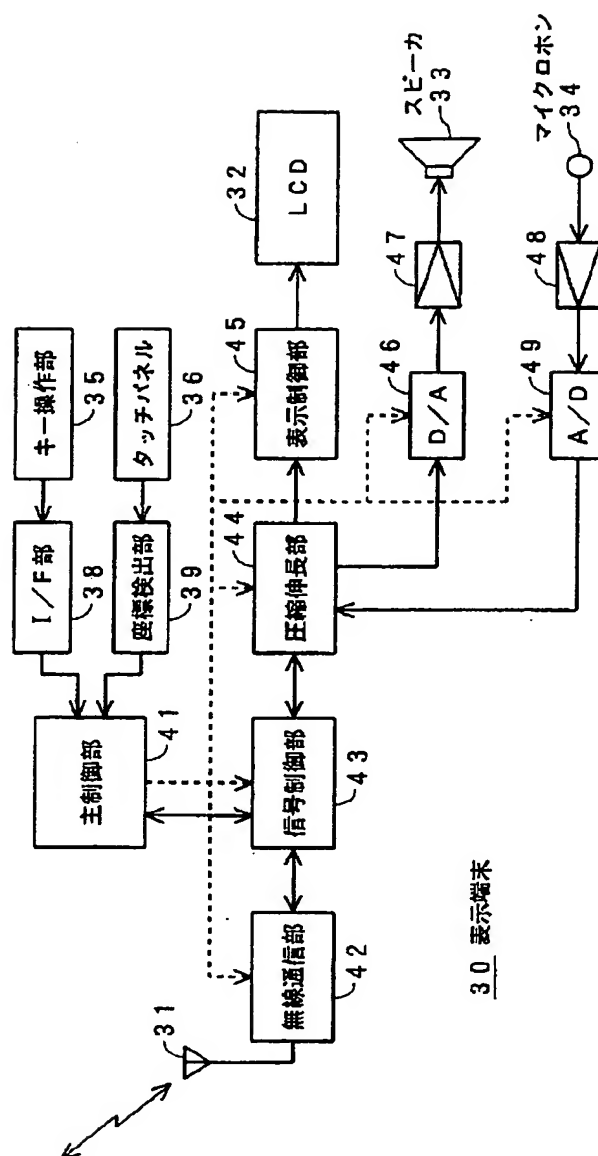 キー操作部
35
I/F部
38
タッチパネル
36
座標検出部
39
主制御部
41
31
無線通信部
42
信号制御部
43
圧縮伸長部
44
表示制御部
45
LCD
32
D/A
46
47
スピーカ
33
A/D
49
48
マイクロホン
34
30 表示端末